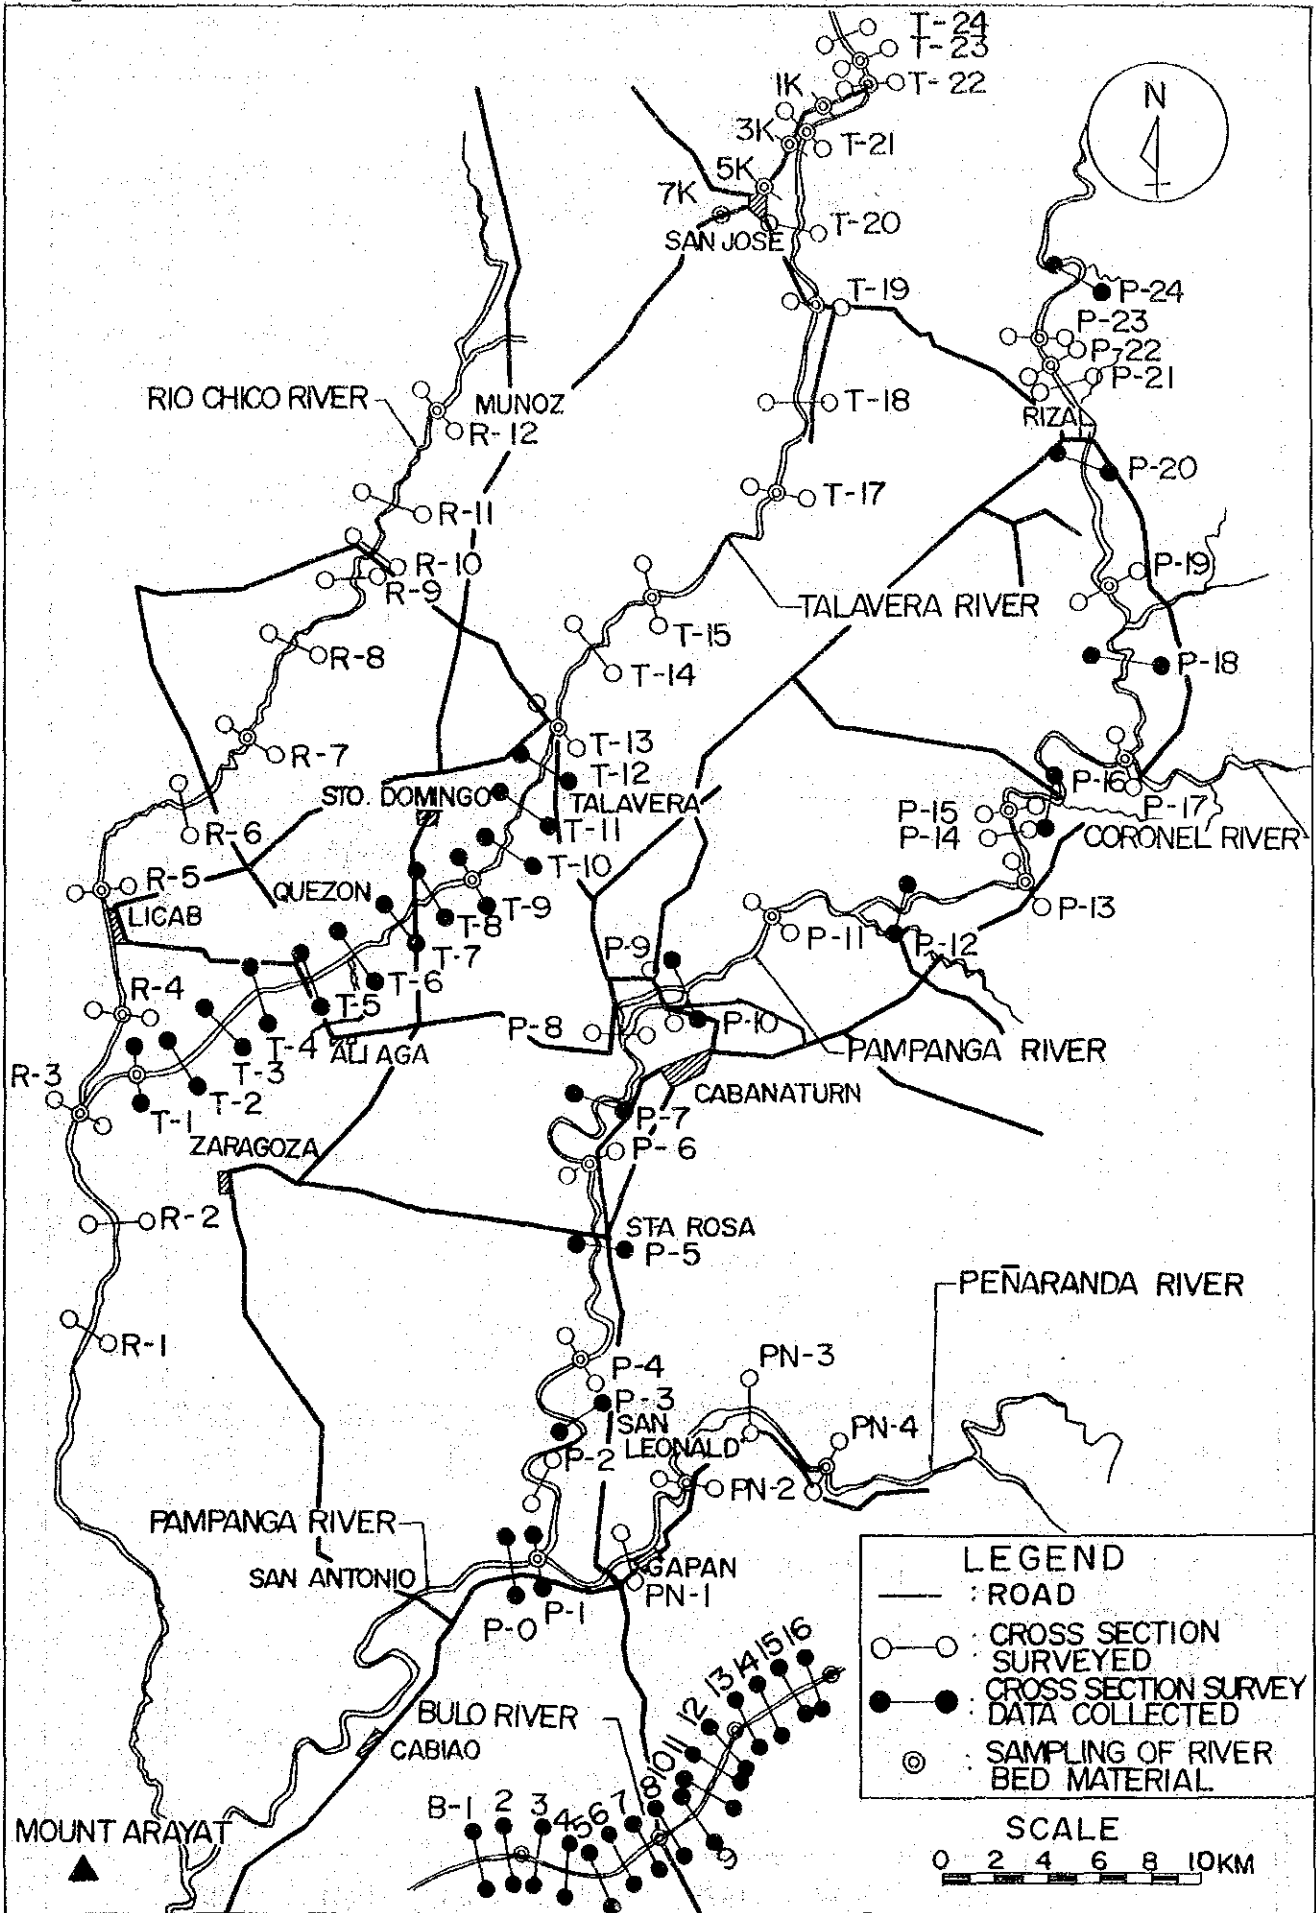 T-24
T-23
T-22
1K
N
3K
T-21
5K
7K
T-20
SAN JOSE
T-19
P-24
P-23
P-22
P-21
RIO CHICO RIVER
MUNOZ
T-18
RIZAL
R-12
P-20
T-17
R-11
R-10
P-19
R-9
TALAVERA RIVER
T-15
R-8
P-18
T-14
R-7
T-13
T-12
P-16
STO. DOMINGO
TALAVERA
P-17
P-15
R-6
T-11
P-14
CORONEL RIVER
T-10
R-5
QUEZON
LICAB
T-9
P-13
T-8
P-11
P-12
T-7
P-9
T-6
R-4
T-5
P-8
P-10
T-4
ALIAGA
PAMPANGA RIVER
R-3
T-3
T-2
CABANATURN
T-1
P-7
ZARAGOZA
P-6
R-2
STA ROSA
P-5
PEÑARANDA RIVER
R-1
PN-3
P-4
P-3
SAN
LEONALD
PN-4
P-2
PN-2
PAMPANGA RIVER
LEGEND
SAN ANTONIO
GAPAN
PN-1
: ROAD
P-1
P-0
: CROSS SECTION
SURVEYED
16
15
14
13
: CROSS SECTION SURVEY
DATA COLLECTED
BULO RIVER
12
CABIAO
11
10
: SAMPLING OF RIVER
BED MATERIAL
B-1
2
3
4
5
6
7
8
9
MOUNT ARAYAT
SCALE
0 2 4 6 8 10KM